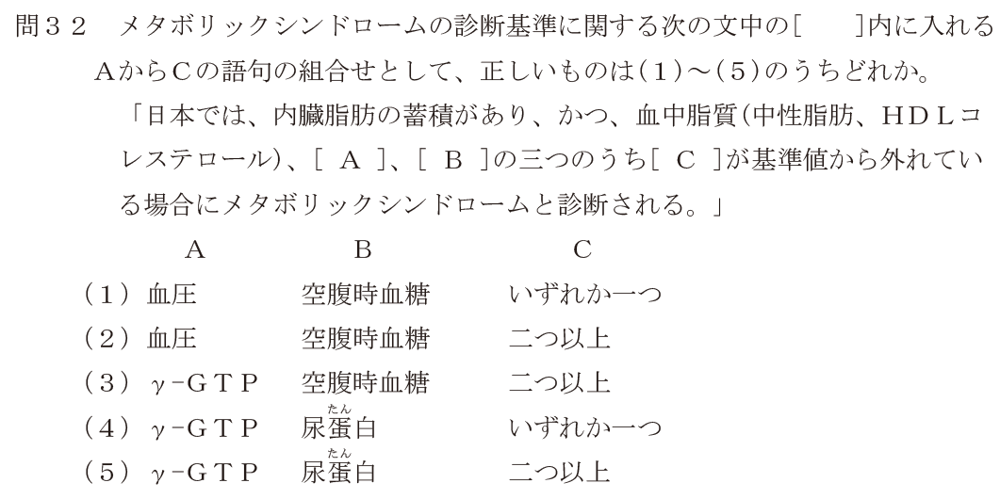 問３２　メタボリックシンドロームの診断基準に関する次の文中の[　　]内に入れる
ＡからＣの語句の組合せとして、正しいものは(１)～(５)のうちどれか。
「日本では、内臓脂肪の蓄積があり、かつ、血中脂質(中性脂肪、ＨＤＬコ
レステロール)、[　Ａ　]、[　Ｂ　]の三つのうち[　Ｃ　]が基準値から外れてい
る場合にメタボリックシンドロームと診断される。」
Ａ　Ｂ　Ｃ
(１) 血圧　空腹時血糖　いずれか一つ
(２) 血圧　空腹時血糖　二つ以上
(３) γ-ＧＴＰ　空腹時血糖　二つ以上
たん
(４) γ-ＧＴＰ　尿蛋白　いずれか一つ
たん
(５) γ-ＧＴＰ　尿蛋白　二つ以上